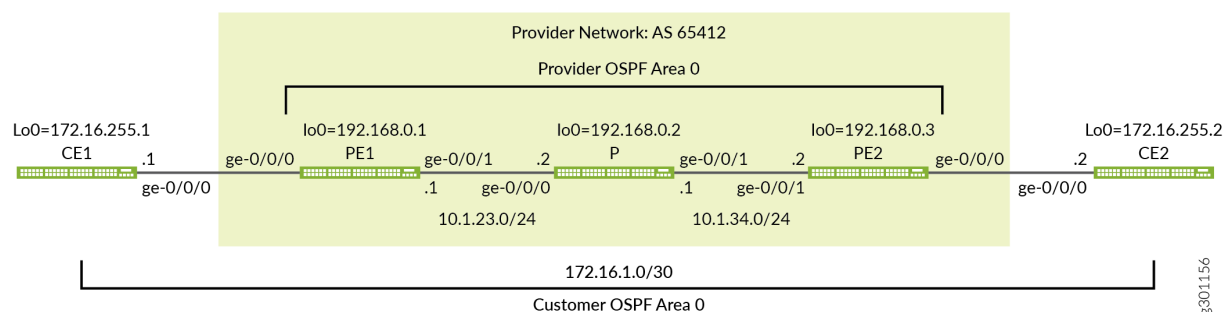 Provider Network: AS 65412
Provider OSPF Area 0
Lo0=172.16.255.1
CE1
.1
ge-0/0/0
ge-0/0/0
lo0=192.168.0.1
PE1
ge-0/0/1
.1
.2
ge-0/0/0
10.1.23.0/24
lo0=192.168.0.2
P
ge-0/0/1
.1
.2
ge-0/0/1
10.1.34.0/24
lo0=192.168.0.3
PE2
ge-0/0/0
.2
ge-0/0/0
Lo0=172.16.255.2
CE2
172.16.1.0/30
Customer OSPF Area 0
g301156